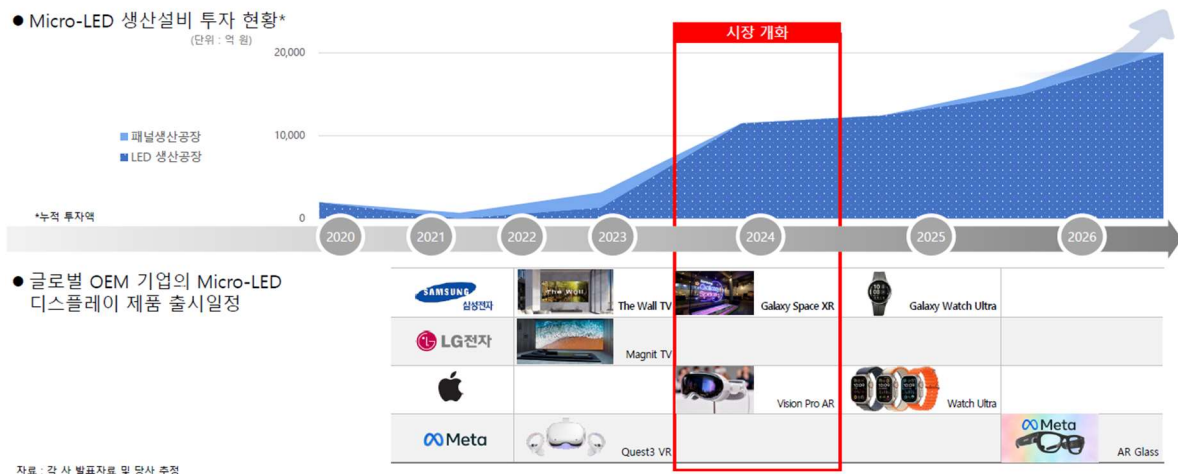 ● Micro-LED 생산설비 투자 현황*
(단위 : 억 원)
시장 개화
20,000
10,000
0
패널생산공장
LED 생산공장
*누적 투자액
2020 2021 2022 2023 2024 2025 2026
● 글로벌 OEM 기업의 Micro-LED
디스플레이 제품 출시일정
SAMSUNG
삼성전자
The Wall
The Wall TV
Galaxy Space XR
Galaxy Watch Ultra
LG전자
Magnit TV
Vision Pro AR
Watch Ultra
Meta
Quest3 VR
Meta
AR Glass
자료 : 각 사 발표자료 및 당사 추정